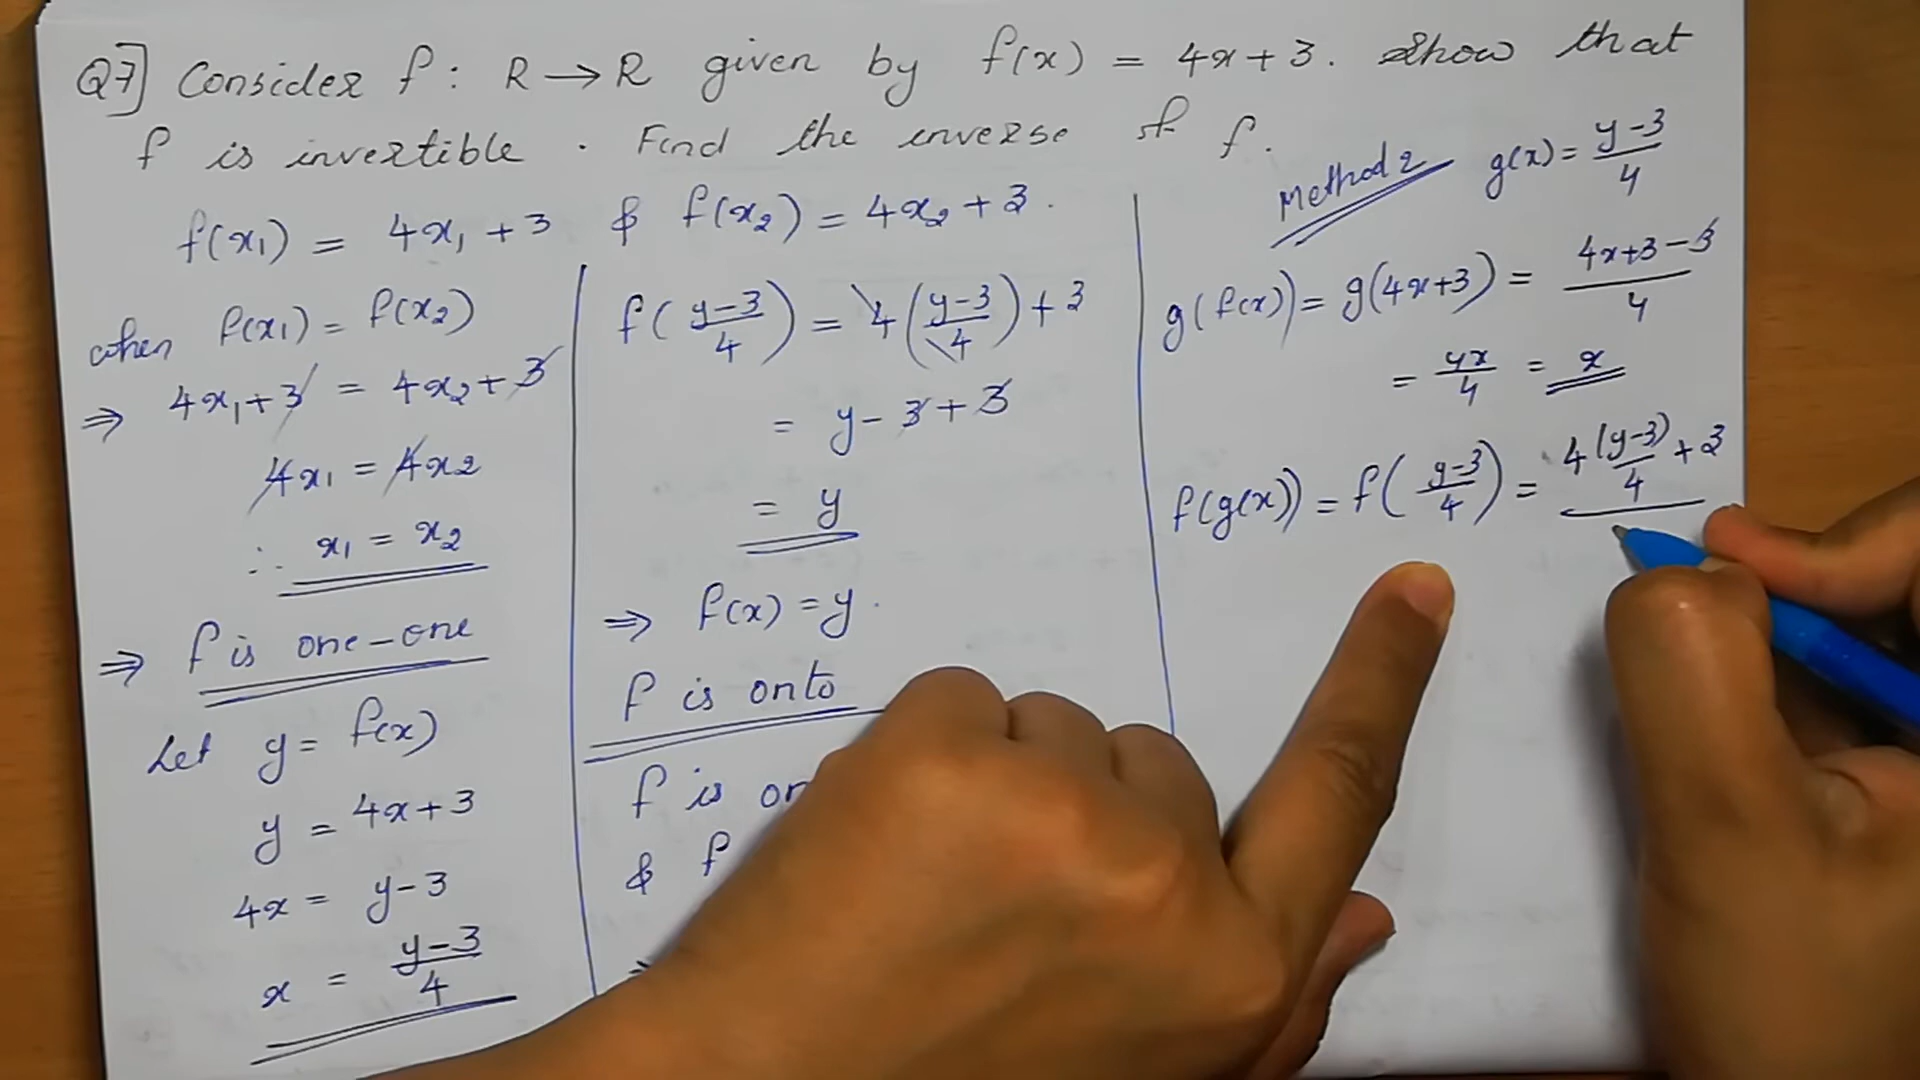 Q7] Consider f : R → R given by f(x) = 4x + 3. Show that
f is invertible. Find the inverse of f.
f(x₁) = 4x₁ + 3 & f(x₂) = 4x₂ + 3.
when f(x₁) = f(x₂)
⇒ 4x₁ + 3 = 4x₂ + 3
4x₁ = 4x₂
∴ x₁ = x₂
⇒ f is one-one
Let y = f(x)
y = 4x + 3
4x = y - 3
x = (y-3)/4
f((y-3)/4) = 4((y-3)/4) + 3
= y - 3 + 3
= y
⇒ f(x) = y.
f is onto
f is
& f
Method 2
g(x) = (y-3)/4
g(f(x)) = g(4x+3) = (4x+3-3)/4
= 4x/4 = x
f(g(x)) = f((y-3)/4) = 4(y-3)/4 + 3